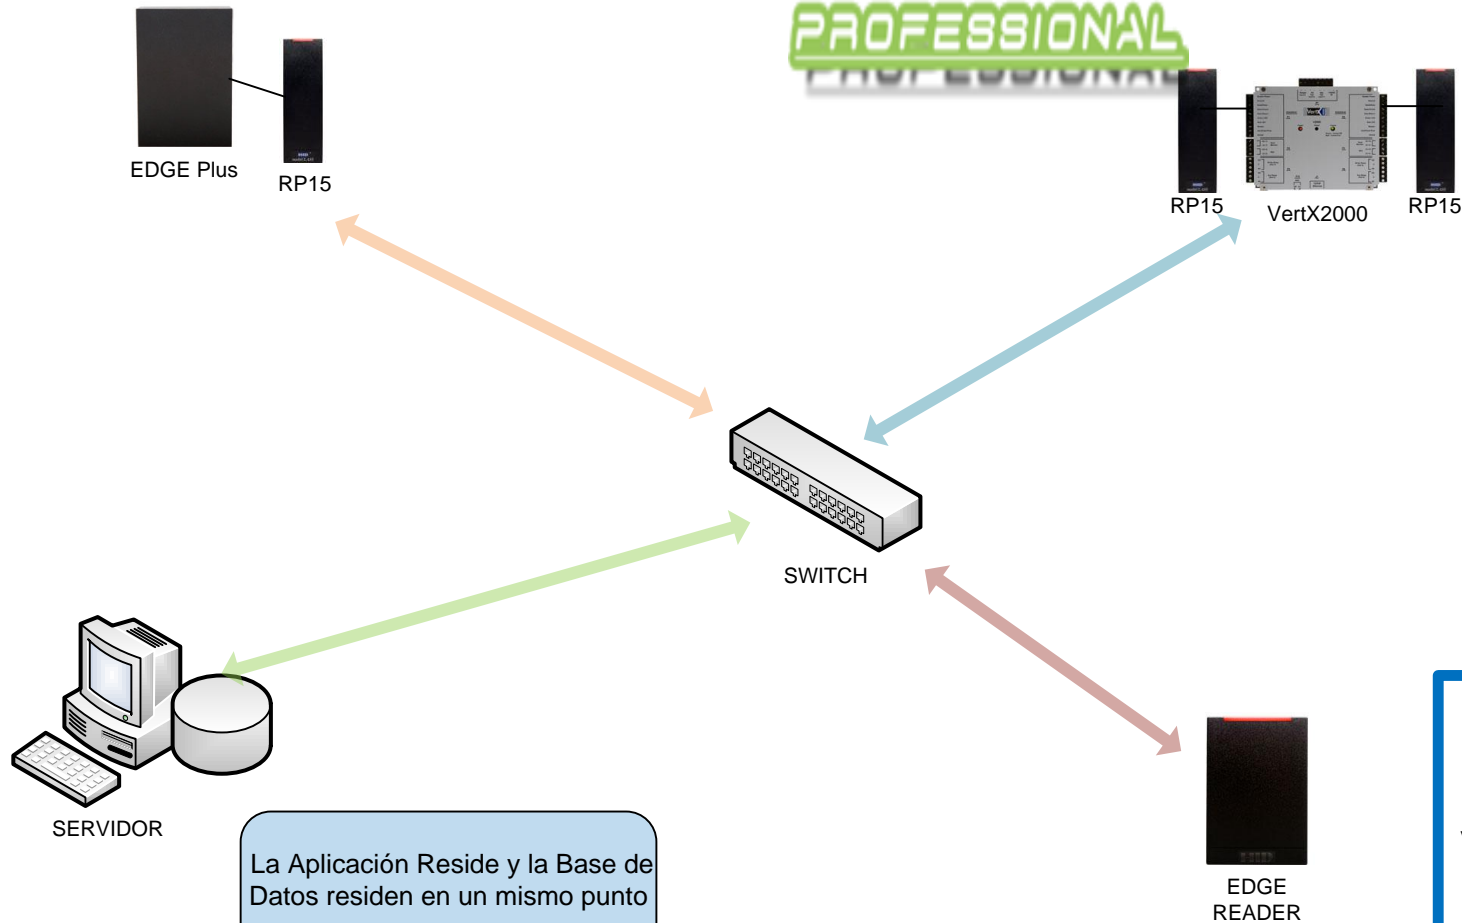 PROFESSIONAL
EDGE Plus
RP15
RP15
VertX2000
RP15
SWITCH
SERVIDOR
La Aplicación Reside y la Base de
Datos residen en un mismo punto
EDGE
READER